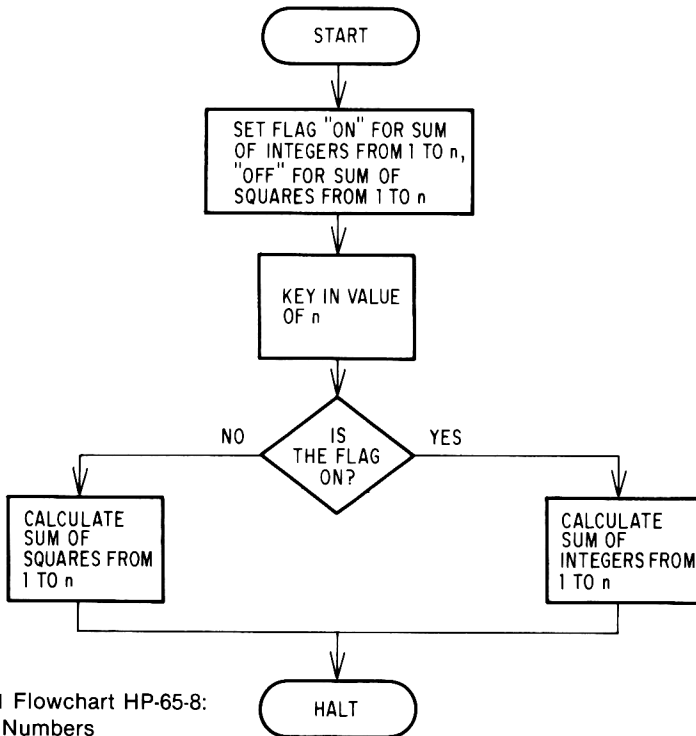 START
SET FLAG "ON" FOR SUM
OF INTEGERS FROM 1 TO n,
"OFF" FOR SUM OF
SQUARES FROM 1 TO n
KEY IN VALUE
OF n
IS
THE FLAG
ON?
NO
YES
CALCULATE
SUM OF
SQUARES FROM
1 TO n
CALCULATE
SUM OF
INTEGERS FROM
1 TO n
HALT
Flowchart HP-65-8:
Numbers